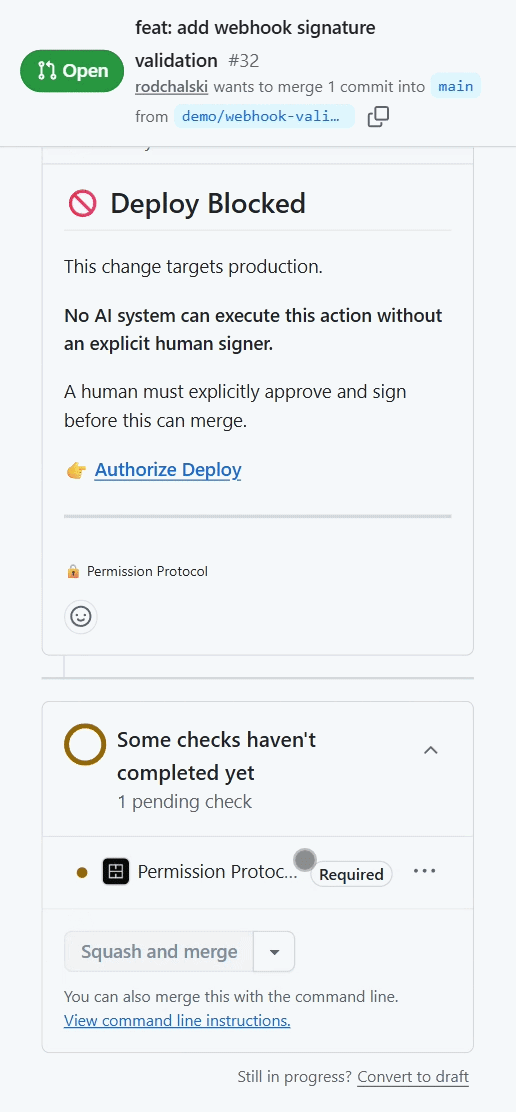 feat: add webhook signature
validation #32
Open
rodchalski wants to merge 1 commit into main
from demo/webhook-vali…
Deploy Blocked
This change targets production.
No AI system can execute this action without
an explicit human signer.
A human must explicitly approve and sign
before this can merge.
Authorize Deploy
Permission Protocol
Some checks haven't
completed yet
1 pending check
Permission Protoc… Required
Squash and merge
You can also merge this with the command line.
View command line instructions.
Still in progress? Convert to draft